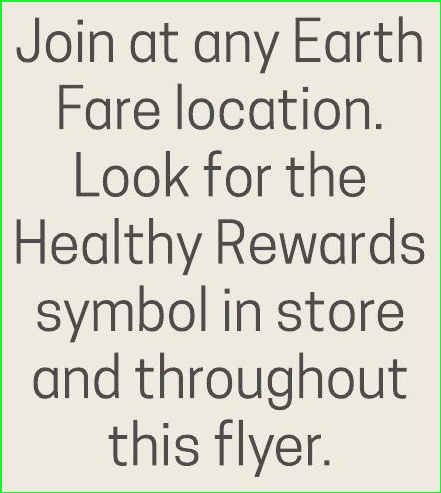 Join at any Earth
Fare location.
Look for the
Healthy Rewards
symbol in store
and throughout
this flyer.